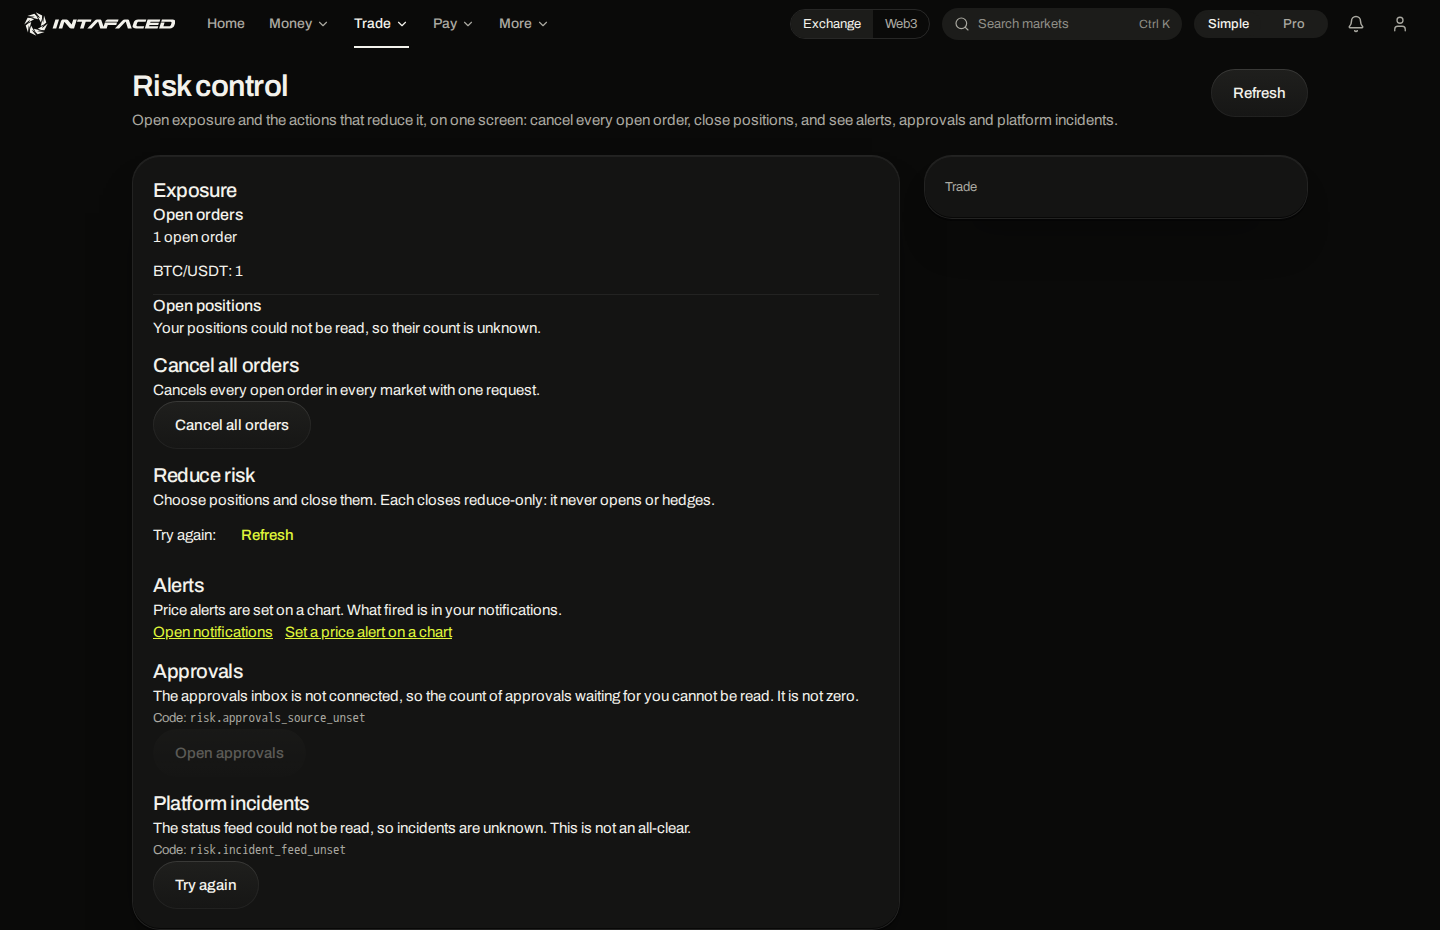 INTAFACED Home Money Trade Pay More Exchange Web3 Search markets Ctrl K Simple Pro
Risk control
Refresh
Open exposure and the actions that reduce it, on one screen: cancel every open order, close positions, and see alerts, approvals and platform incidents.
Exposure
Open orders
1 open order
BTC/USDT: 1
Open positions
Your positions could not be read, so their count is unknown.
Cancel all orders
Cancels every open order in every market with one request.
Cancel all orders
Reduce risk
Choose positions and close them. Each closes reduce-only: it never opens or hedges.
Try again: Refresh
Alerts
Price alerts are set on a chart. What fired is in your notifications.
Open notifications Set a price alert on a chart
Approvals
The approvals inbox is not connected, so the count of approvals waiting for you cannot be read. It is not zero.
Code: risk.approvals_source_unset
Open approvals
Platform incidents
The status feed could not be read, so incidents are unknown. This is not an all-clear.
Code: risk.incident_feed_unset
Try again
Trade